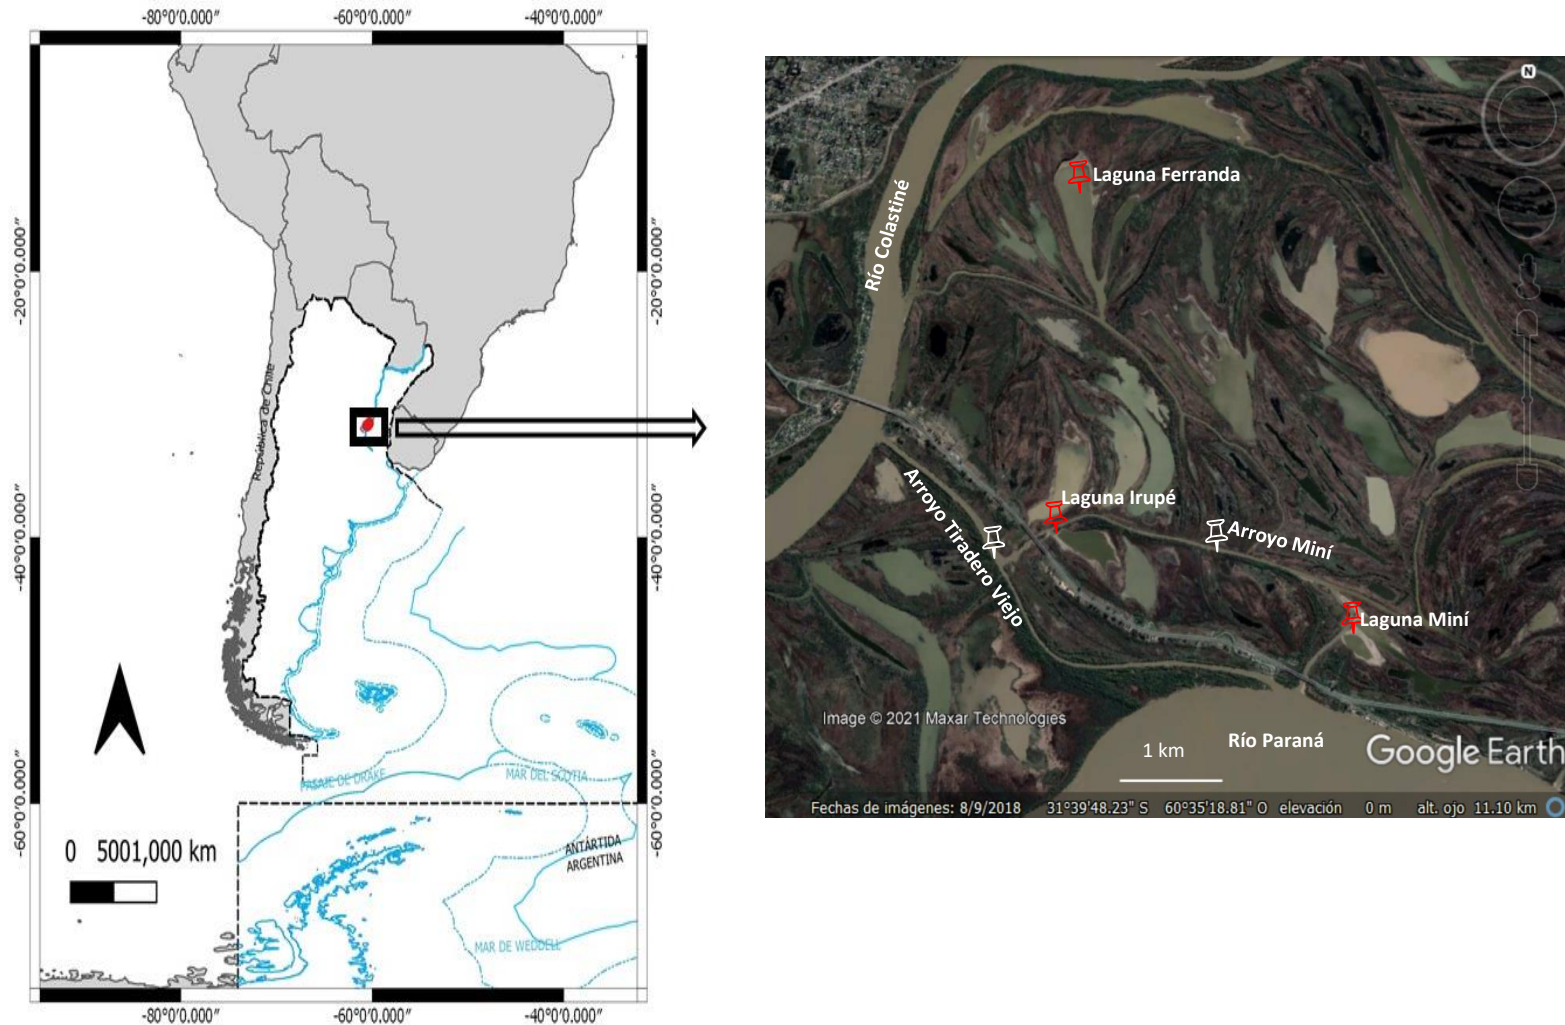 -80°0'0.000"
-60°0'0.000"
-40°0'0.000"
-20°0'0.000"
-20°0'0.000"
República de Chile
-40°0'0.000"
-40°0'0.000"
PASAJE DE DRAKE
MAR DEL SCOTIA
-60°0'0.000"
-60°0'0.000"
ANTÁRTIDA
ARGENTINA
0 5001,000 km
MAR DE WEDDELL
-80°0'0.000"
-60°0'0.000"
-40°0'0.000"
N
Laguna Ferranda
Río Colastiné
Laguna Irupé
Arroyo Miní
Arroyo Tiradero Viejo
Laguna Miní
Image © 2021 Maxar Technologies
Río Paraná
1 km
Google Earth
Fechas de imágenes: 8/9/2018 31°39'48.23" S 60°35'18.81" O elevación 0 m alt. ojo 11.10 km